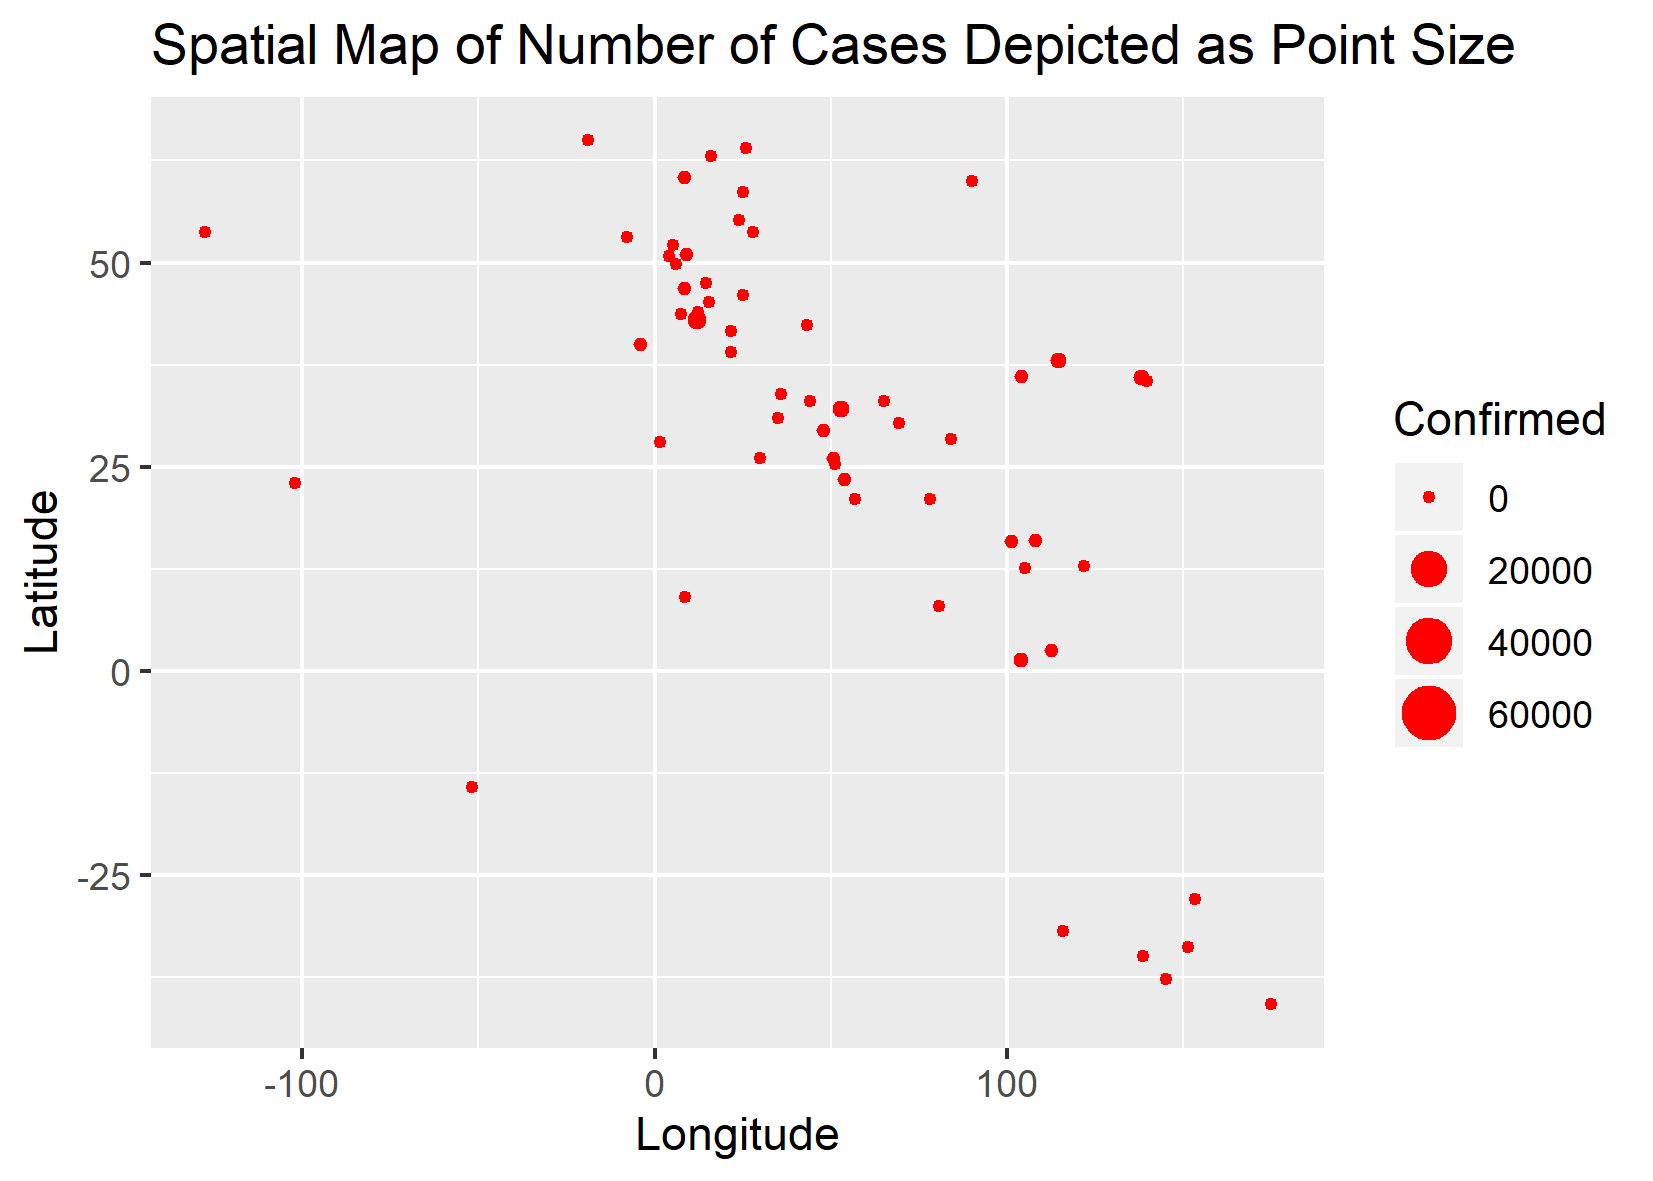 Spatial Map of Number of Cases Depicted as Point Size
50
25
0
-25
Latitude
-100 0 100
Longitude
Confirmed
0
20000
40000
60000